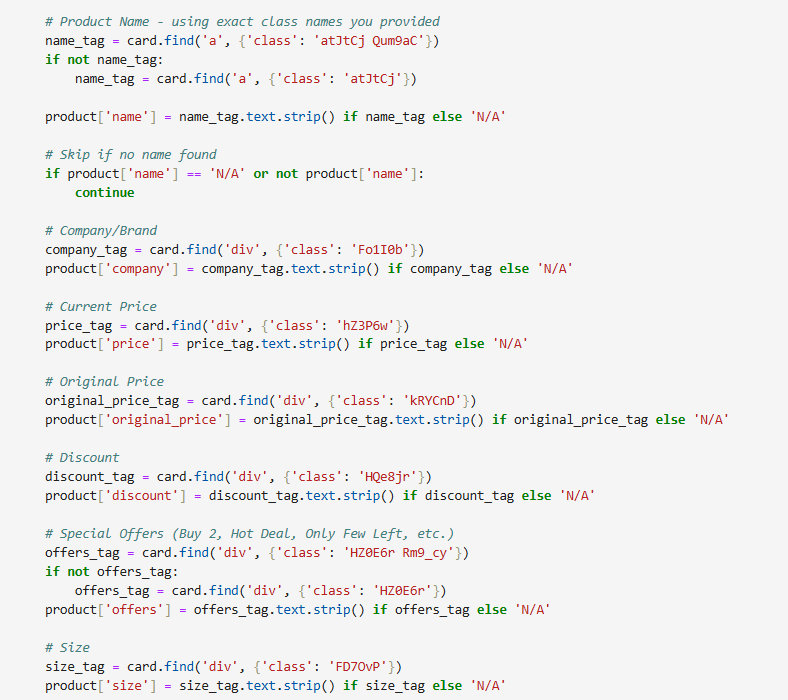 # Product Name - using exact class names you provided
name_tag = card.find('a', {'class': 'atJtCj Qum9aC'})
if not name_tag:
    name_tag = card.find('a', {'class': 'atJtCj'})

product['name'] = name_tag.text.strip() if name_tag else 'N/A'

# Skip if no name found
if product['name'] == 'N/A' or not product['name']:
    continue

# Company/Brand
company_tag = card.find('div', {'class': 'Fo1I0b'})
product['company'] = company_tag.text.strip() if company_tag else 'N/A'

# Current Price
price_tag = card.find('div', {'class': 'hZ3P6w'})
product['price'] = price_tag.text.strip() if price_tag else 'N/A'

# Original Price
original_price_tag = card.find('div', {'class': 'kRYCnD'})
product['original_price'] = original_price_tag.text.strip() if original_price_tag else 'N/A'

# Discount
discount_tag = card.find('div', {'class': 'HQe8jr'})
product['discount'] = discount_tag.text.strip() if discount_tag else 'N/A'

# Special Offers (Buy 2, Hot Deal, Only Few Left, etc.)
offers_tag = card.find('div', {'class': 'HZ0E6r Rm9_cy'})
if not offers_tag:
    offers_tag = card.find('div', {'class': 'HZ0E6r'})
product['offers'] = offers_tag.text.strip() if offers_tag else 'N/A'

# Size
size_tag = card.find('div', {'class': 'FD7OvP'})
product['size'] = size_tag.text.strip() if size_tag else 'N/A'